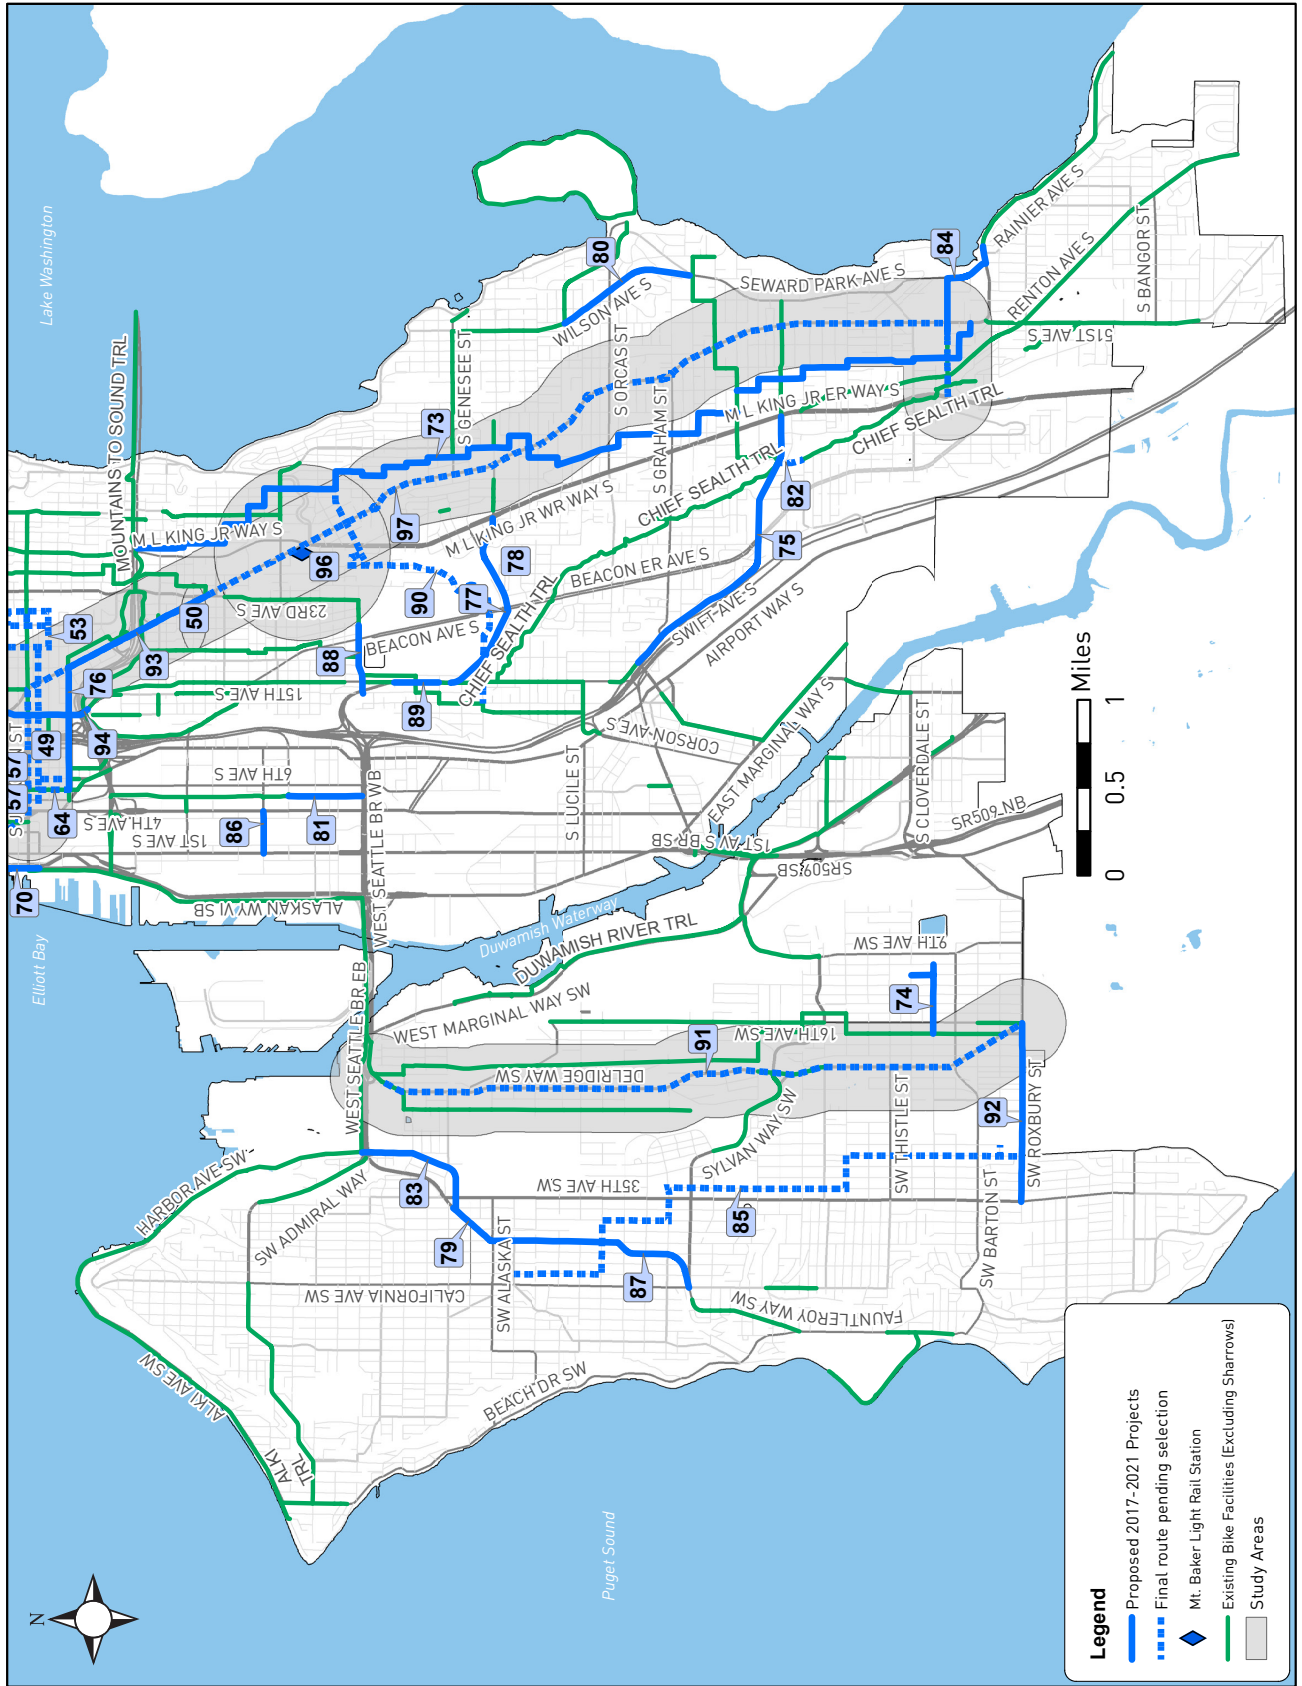 N
Elliott Bay
Lake Washington
Puget Sound
Duwamish Waterway
MOUNTAINS TO SOUND TRL
M L KING JR WAY S
23RD AVE S
BEACON AVE S
15TH AVE S
6TH AVE S
4TH AVE S
1ST AVE S
ALASKAN WY VI SB
WEST SEATTLE BR WB
WEST SEATTLE BR EB
HARBOR AVE SW
ALKI AVE SW
ALKI
TRL
SW ADMIRAL WAY
CALIFORNIA AVE SW
SW ALASKA ST
35TH AVE SW
BEACH DR SW
FAUNTLEROY WAY SW
SYLVAN WAY SW
SW THISTLE ST
SW BARTON ST
SW ROXBURY ST
DELRIDGE WAY SW
16TH AVE SW
9TH AVE SW
WEST MARGINAL WAY SW
DUWAMISH RIVER TRL
1ST AV S BR SB
SR509 SB
SR509 NB
S CLOVERDALE ST
EAST MARGINAL WAY S
CORSON AVE S
S LUCILE ST
AIRPORT WAY S
SWIFT AVE S
BEACON ER AVE S
CHIEF SEALTH TRL
CHIEF SEALTH TRL
CHIEF SEALTH TRL
M L KING JR WR WAY S
M L KING JR ER WAY S
S GRAHAM ST
S ORCAS ST
S GENESEE ST
WILSON AVE S
SEWARD PARK AVE S
RAINIER AVE S
RENTON AVE S
S BANGOR ST
51ST AVE S
53
50
93
76
49
57
57
64
94
70
86
81
88
89
90
77
78
96
97
73
80
84
82
75
74
91
92
83
79
87
85
0
0.5
1
Miles
Legend
Proposed 2017-2021 Projects
Final route pending selection
Mt. Baker Light Rail Station
Existing Bike Facilities (Excluding Sharrows)
Study Areas